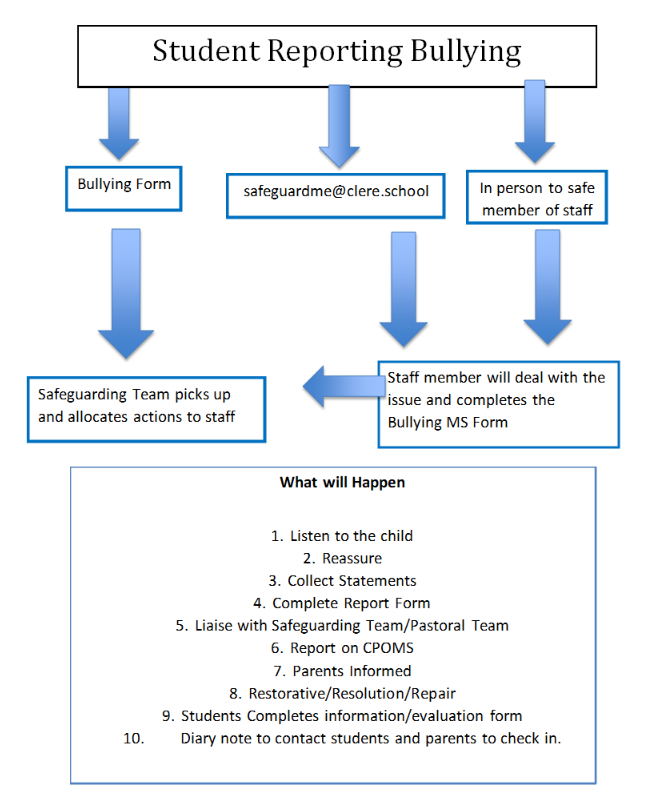 Student Reporting Bullying
Bullying Form
safeguardme@clere.school
In person to safe
member of staff
Safeguarding Team picks up
and allocates actions to staff
Staff member will deal with the
issue and completes the
Bullying MS Form
What will Happen
1. Listen to the child
2. Reassure
3. Collect Statements
4. Complete Report Form
5. Liaise with Safeguarding Team/Pastoral Team
6. Report on CPOMS
7. Parents Informed
8. Restorative/Resolution/Repair
9. Students Completes information/evaluation form
10. Diary note to contact students and parents to check in.